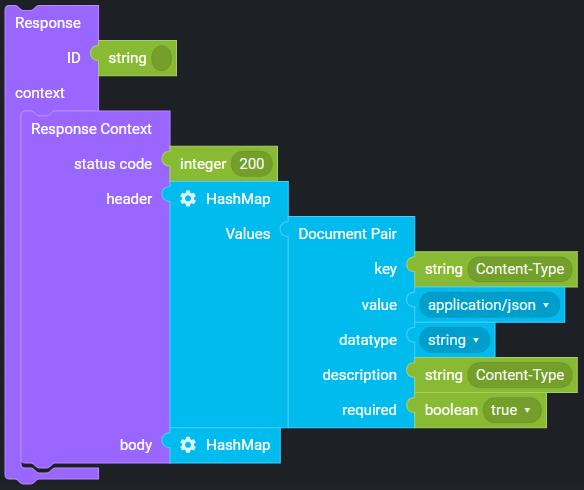 Response
ID string
context
Response Context
status code integer 200
header HashMap
Values Document Pair
key string Content-Type
value application/json
datatype string
description string Content-Type
required boolean true
body HashMap